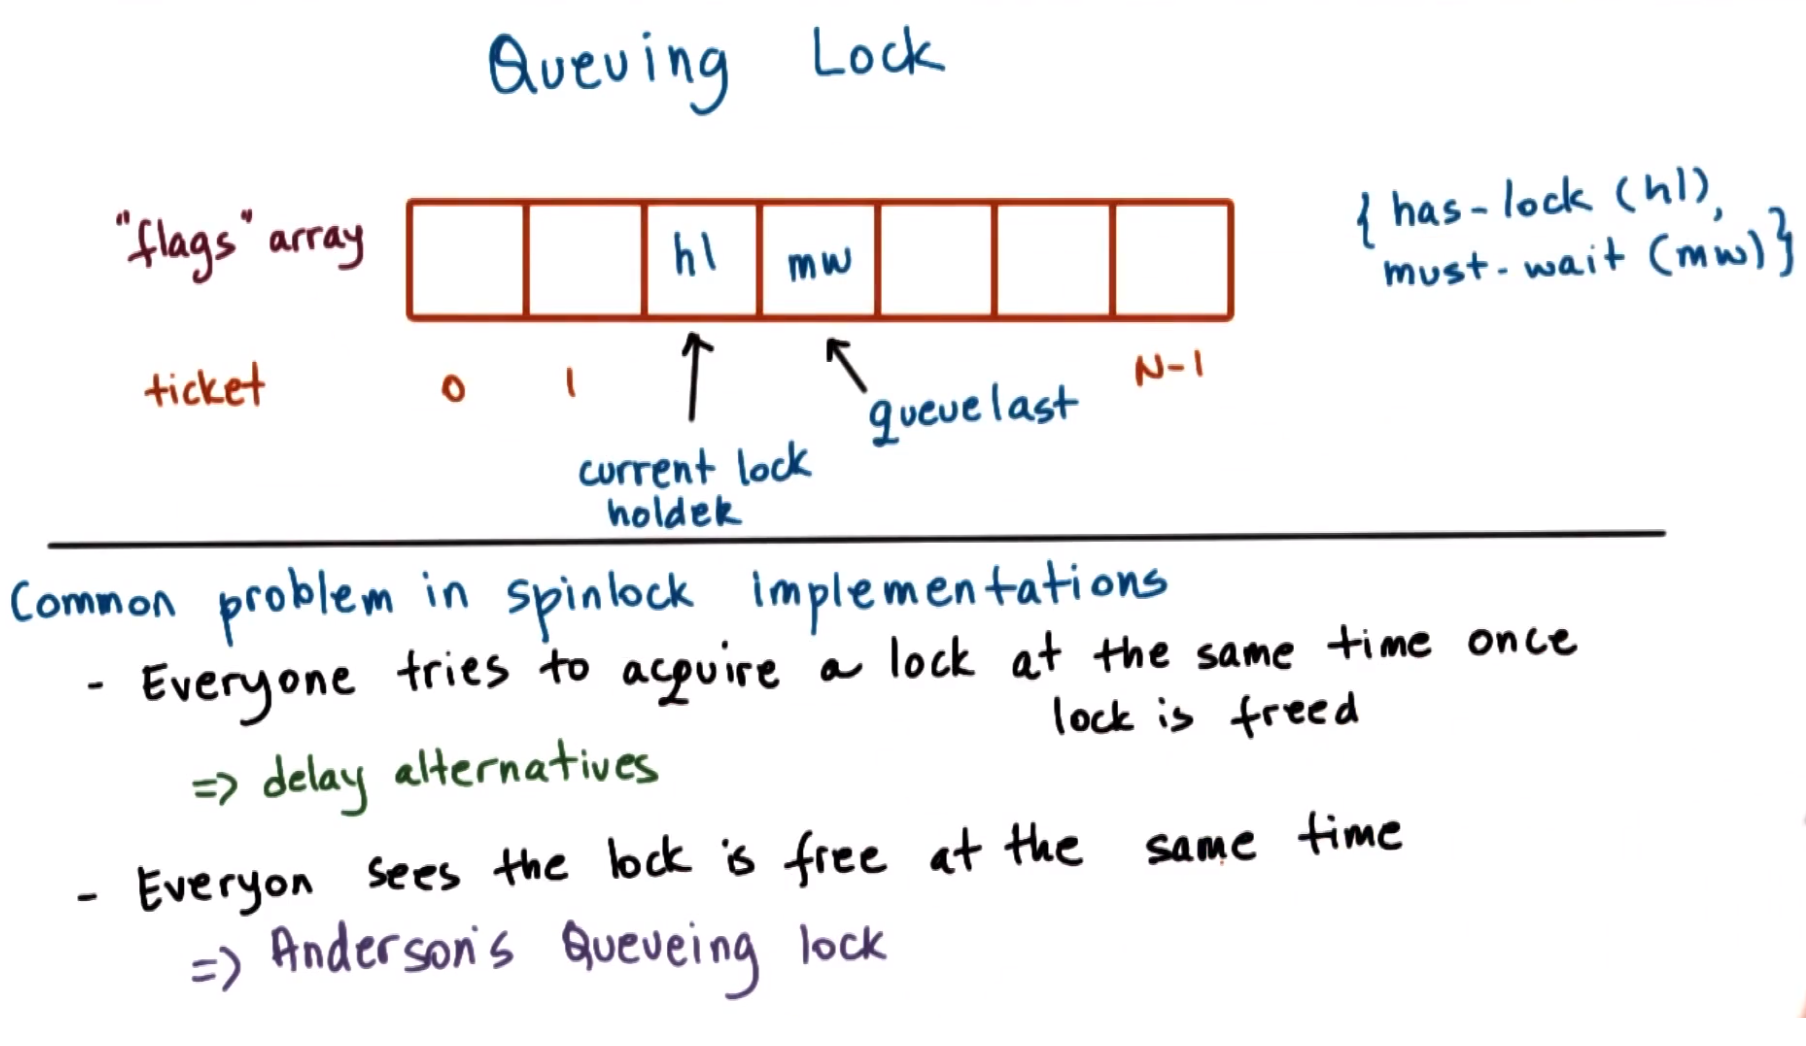 Queuing Lock
"flags" array
hl
mw
{ has-lock (hl),
must-wait (mw) }
ticket
0
1
N-1
queuelast
current lock
holder
Common problem in spinlock implementations
- Everyone tries to acquire a lock at the same time once
lock is freed
=> delay alternatives
- Everyon sees the lock is free at the same time
=> Anderson's Queueing lock